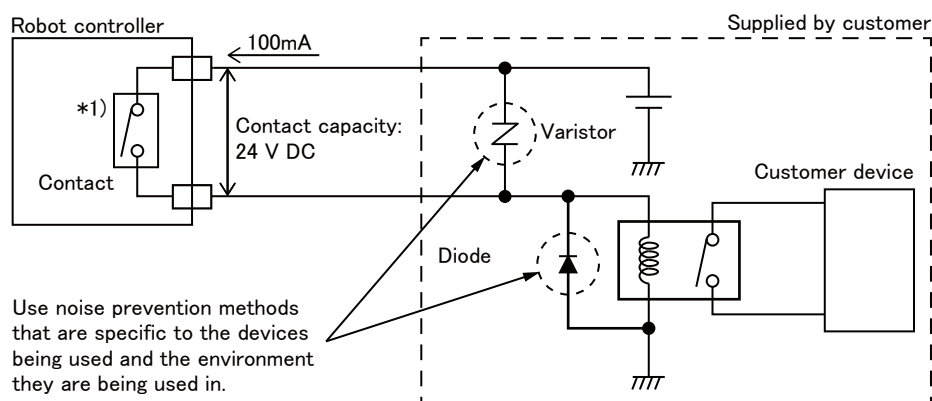 Robot controller
Supplied by customer
100mA
*1)
Contact capacity:
24 V DC
Varistor
Contact
Customer device
Diode
Use noise prevention methods
that are specific to the devices
being used and the environment
they are being used in.